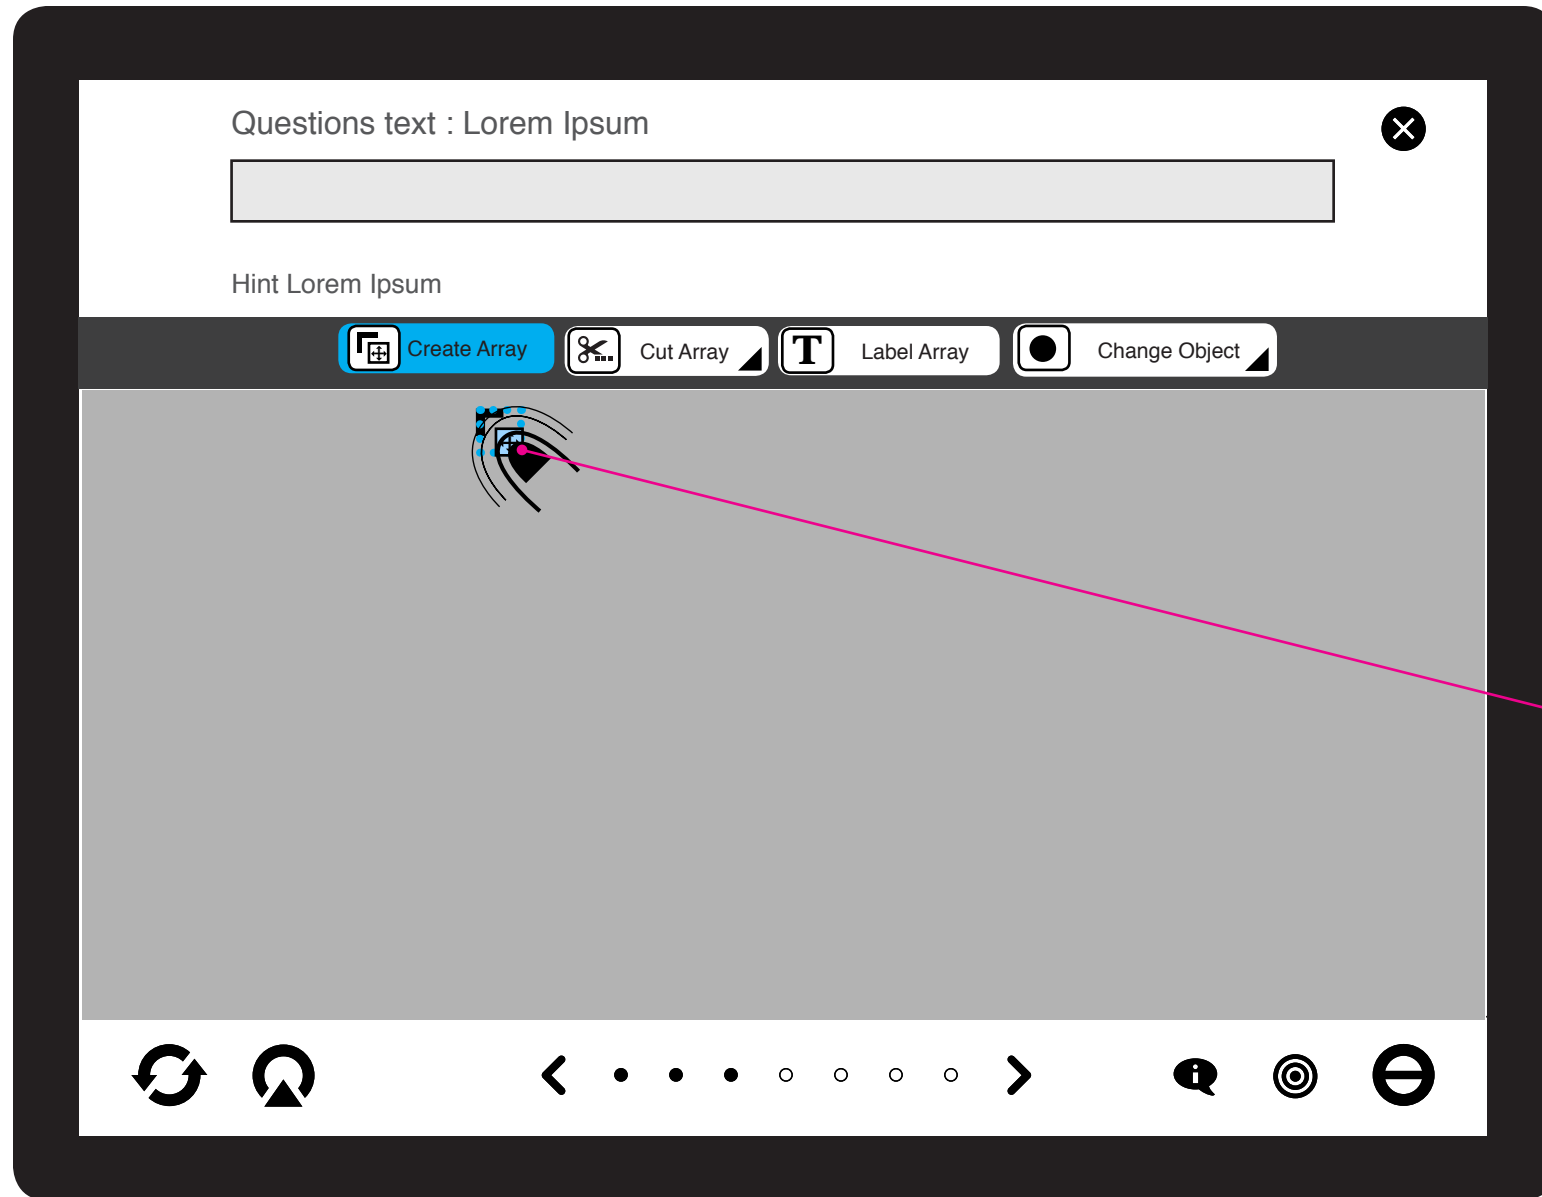 Questions text : Lorem Ipsum
Hint Lorem Ipsum
Create Array
Cut Array
T
Label Array
Change Object
i